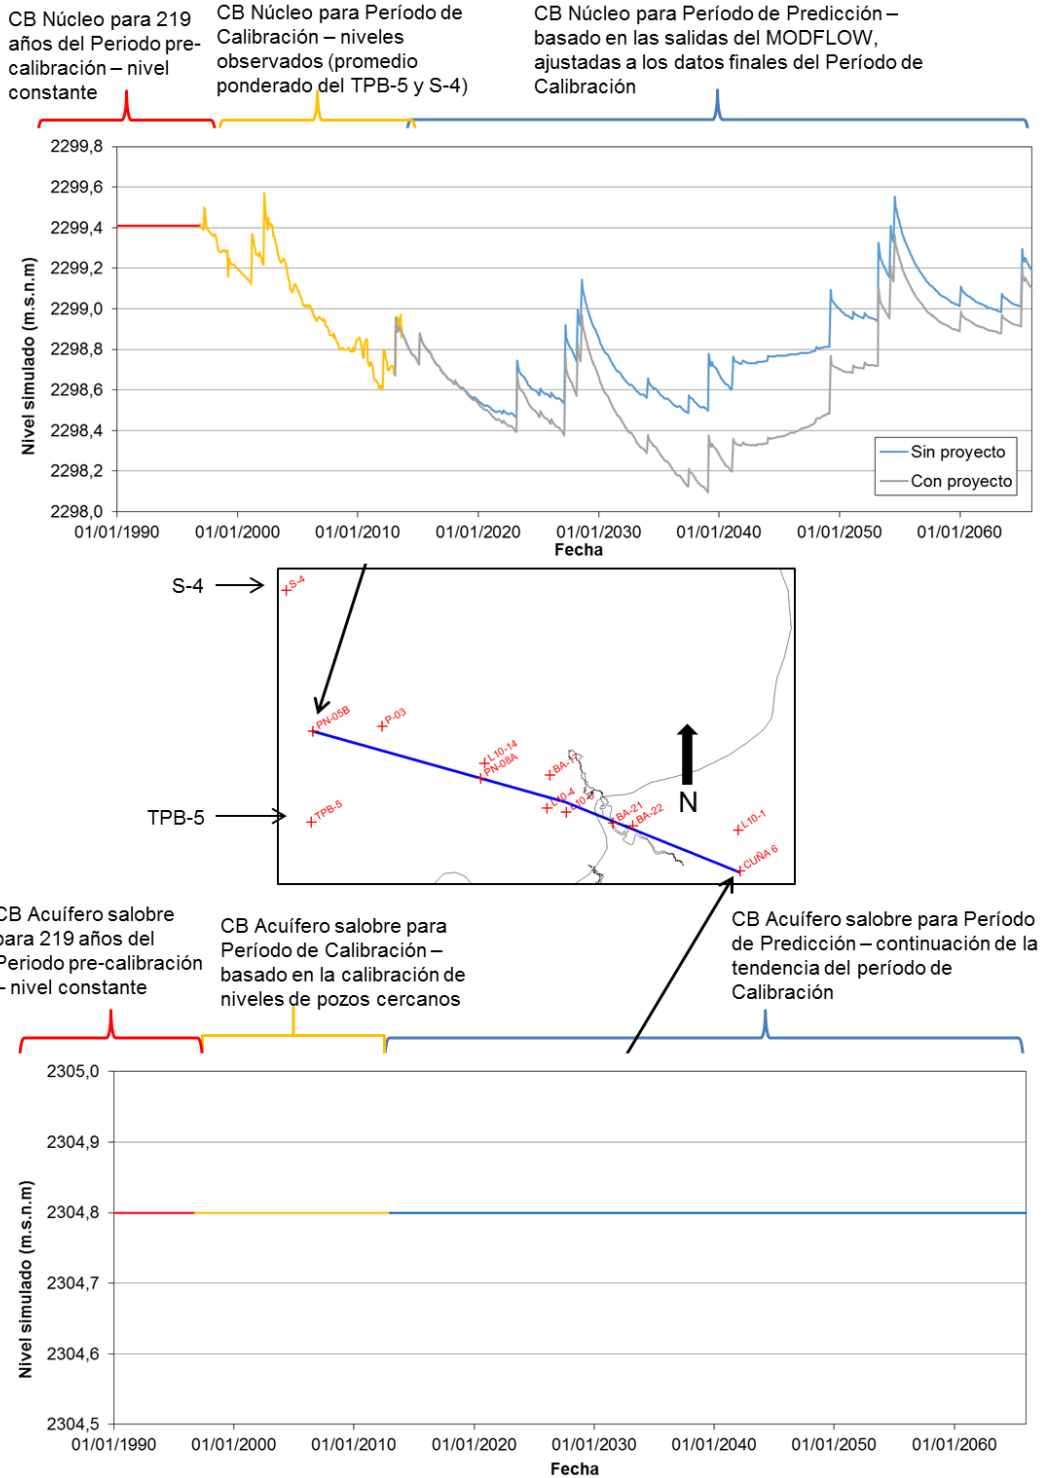 CB Núcleo para 219
años del Periodo pre-
calibración – nivel
constante
CB Núcleo para Período de
Calibración – niveles
observados (promedio
ponderado del TPB-5 y S-4)
CB Núcleo para Período de Predicción –
basado en las salidas del MODFLOW,
ajustadas a los datos finales del Período de
Calibración
2299,8
2299,6
2299,4
2299,2
2299,0
2298,8
2298,6
2298,4
2298,2
2298,0
Nivel simulado (m.s.n.m)
Sin proyecto
Con proyecto
01/01/1990
01/01/2000
01/01/2010
01/01/2020
01/01/2030
01/01/2040
01/01/2050
01/01/2060
Fecha
S-4
S-4
PN-05B
P-03
L10-14
PN-08A
BA-17
L10-4
BA-21
BA-22
L10-1
CUÑA 6
N
TPB-5
TPB-5
CB Acuífero salobre
para 219 años del
Periodo pre-calibración
– nivel constante
CB Acuífero salobre para
Período de Calibración –
basado en la calibración de
niveles de pozos cercanos
CB Acuífero salobre para Período
de Predicción – continuación de la
tendencia del período de
Calibración
2305,0
2304,9
2304,8
2304,7
2304,6
2304,5
Nivel simulado (m.s.n.m)
01/01/1990
01/01/2000
01/01/2010
01/01/2020
01/01/2030
01/01/2040
01/01/2050
01/01/2060
Fecha